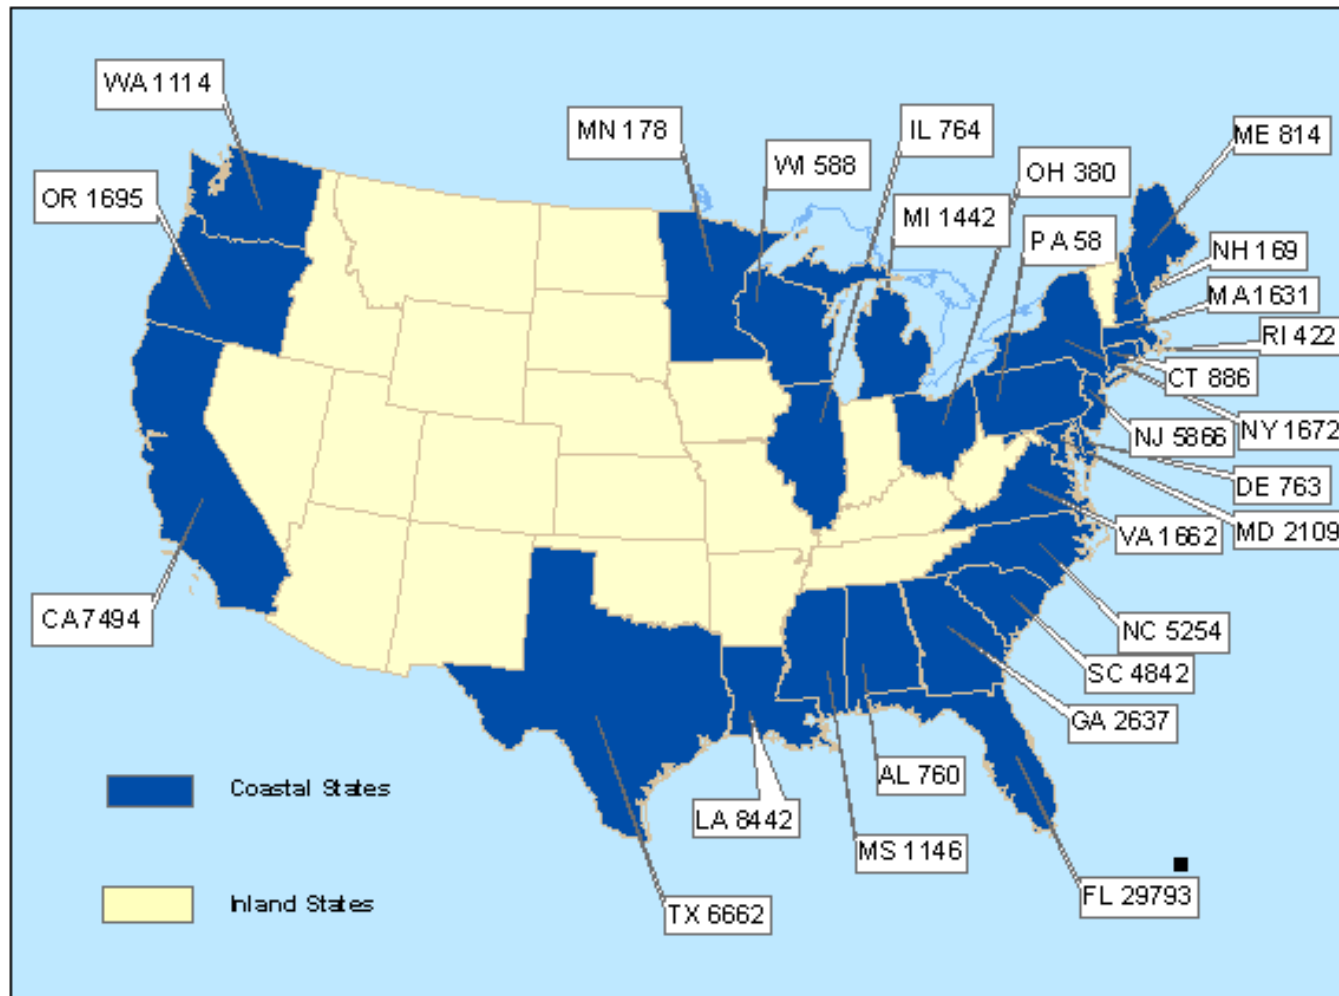 WA 1114
MN 178
IL 764
ME 814
WI 588
OH 380
OR 1695
MI 1442
PA 58
NH 169
MA 1631
RI 422
CT 886
NJ 5866
NY 1672
DE 763
VA 1662
MD 2109
CA 7494
NC 5254
SC 4842
GA 2637
AL 760
Coastal States
LA 8442
MS 1146
FL 29793
Inland States
TX 6662